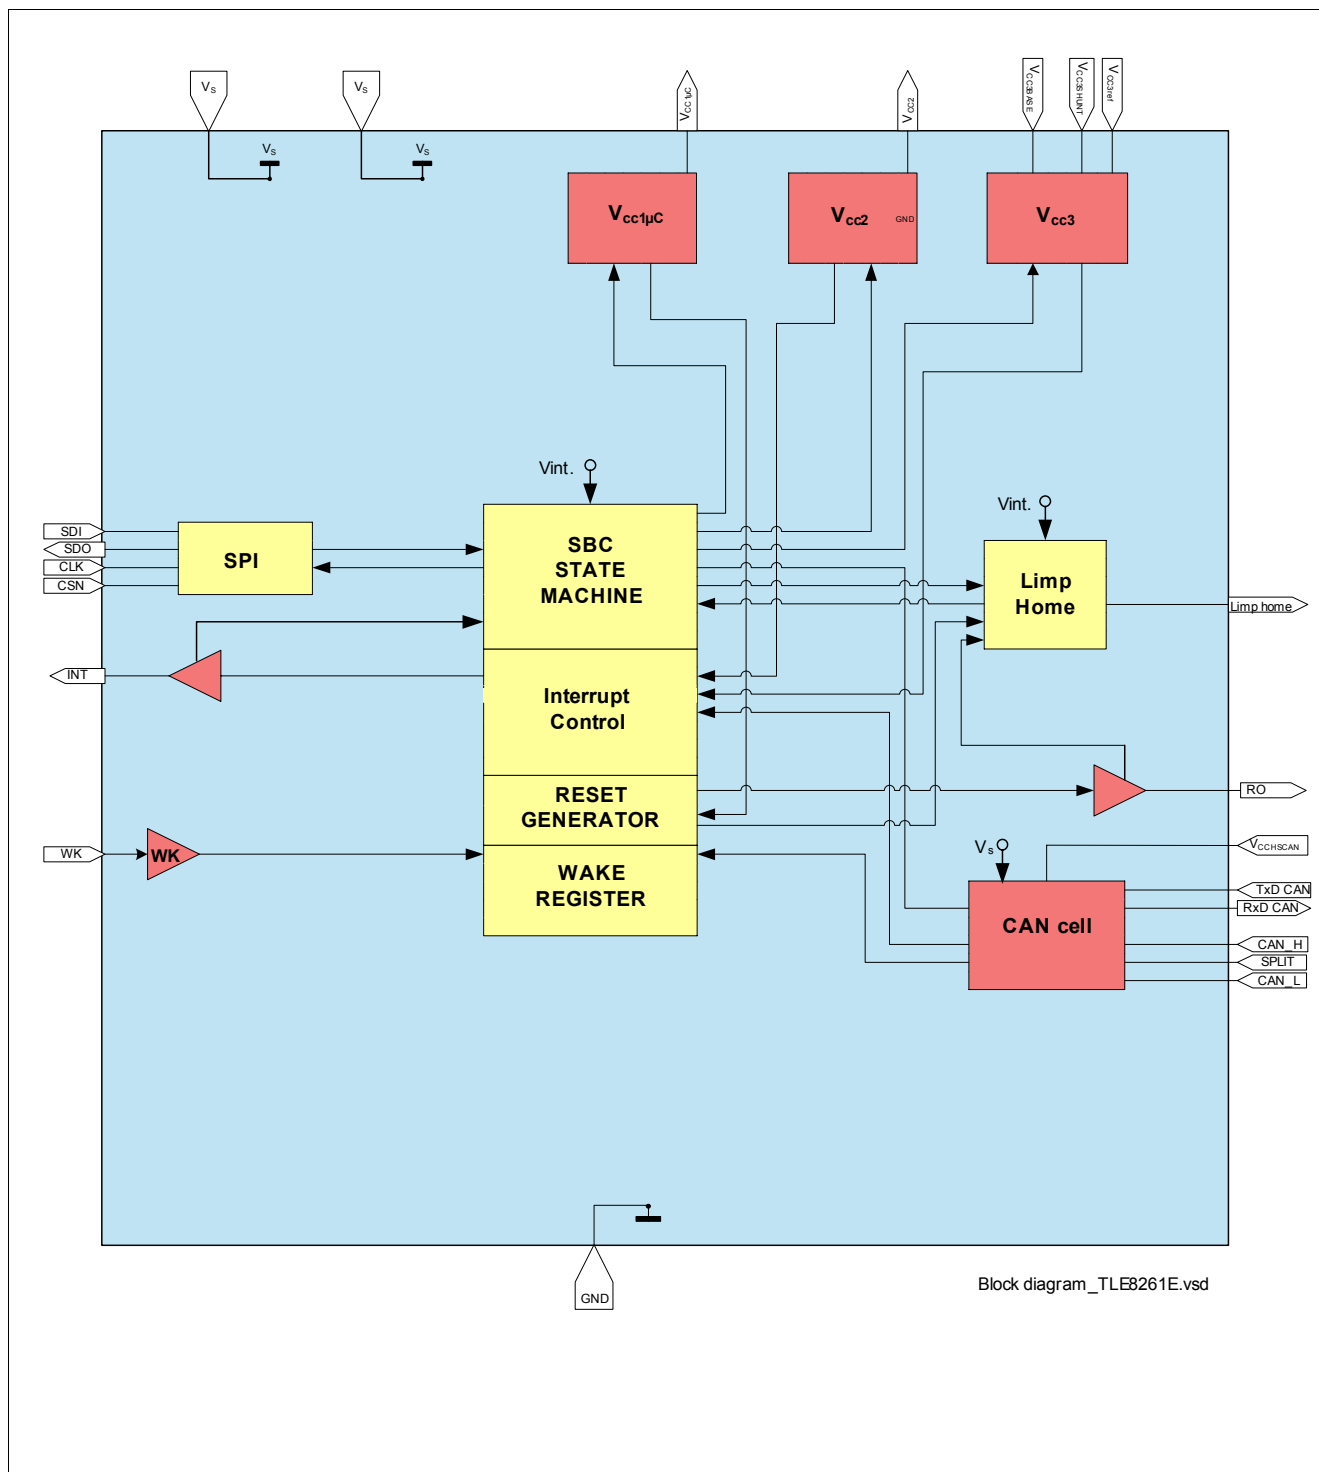 Vs
Vs
Vcc1µC
VCC2
VCC3BASE
VCC3SHUNT
VCC3ref
Vs
Vs
Vcc1µC
Vcc2
GND
Vcc3
Vint.
Vint.
SDI
SDO
CLK
CSN
SPI
SBC
STATE
MACHINE
Limp
Home
Limp home
INT
Interrupt
Control
RESET
GENERATOR
RO
WK
WK
WAKE
REGISTER
Vs
VCCHSCAN
TxD CAN
RxD CAN
CAN cell
CAN_H
SPLIT
CAN_L
GND
Block diagram_TLE8261E.vsd